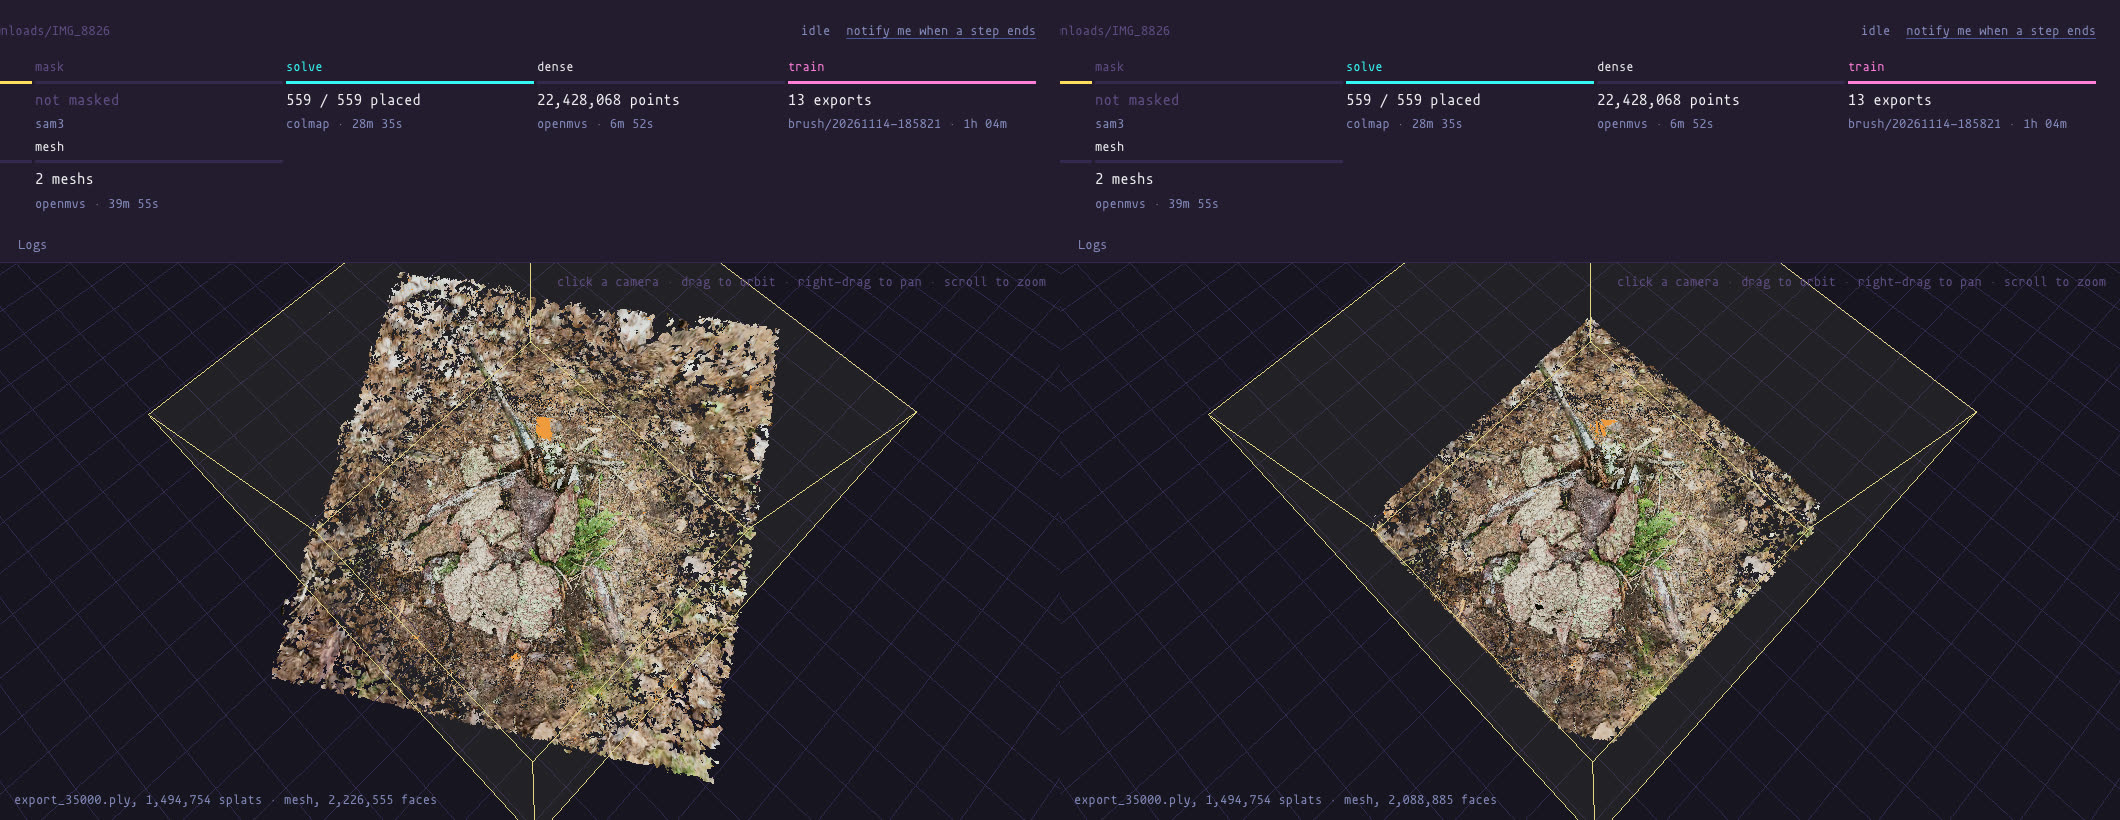 nloads/IMG_8826
idle notify me when a step ends
mask solve dense train
not masked 559 / 559 placed 22,428,068 points 13 exports
sam3 colmap · 28m 35s openmvs · 6m 52s brush/20261114-185821 · 1h 04m
mesh
2 meshs
openmvs · 39m 55s
Logs
click a camera · drag to orbit · right-drag to pan · scroll to zoom
export_35000.ply, 1,494,754 splats · mesh, 2,226,555 faces
nloads/IMG_8826
idle notify me when a step ends
mask solve dense train
not masked 559 / 559 placed 22,428,068 points 13 exports
sam3 colmap · 28m 35s openmvs · 6m 52s brush/20261114-185821 · 1h 04m
mesh
2 meshs
openmvs · 39m 55s
Logs
click a camera · drag to orbit · right-drag to pan · scroll to zoom
export_35000.ply, 1,494,754 splats · mesh, 2,088,885 faces